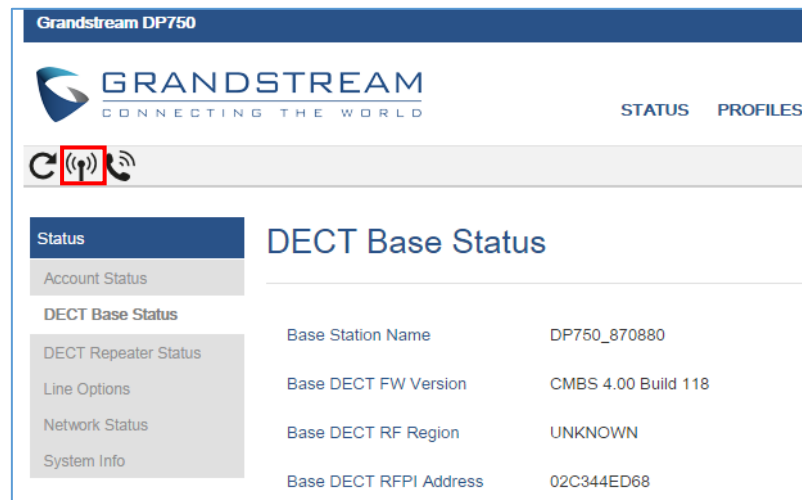 Grandstream DP750
GRANDSTREAM
CONNECTING THE WORLD
STATUS PROFILES
Status
Account Status
DECT Base Status
DECT Repeater Status
Line Options
Network Status
System Info
DECT Base Status
Base Station Name DP750_870880
Base DECT FW Version CMBS 4.00 Build 118
Base DECT RF Region UNKNOWN
Base DECT RFPI Address 02C344ED68